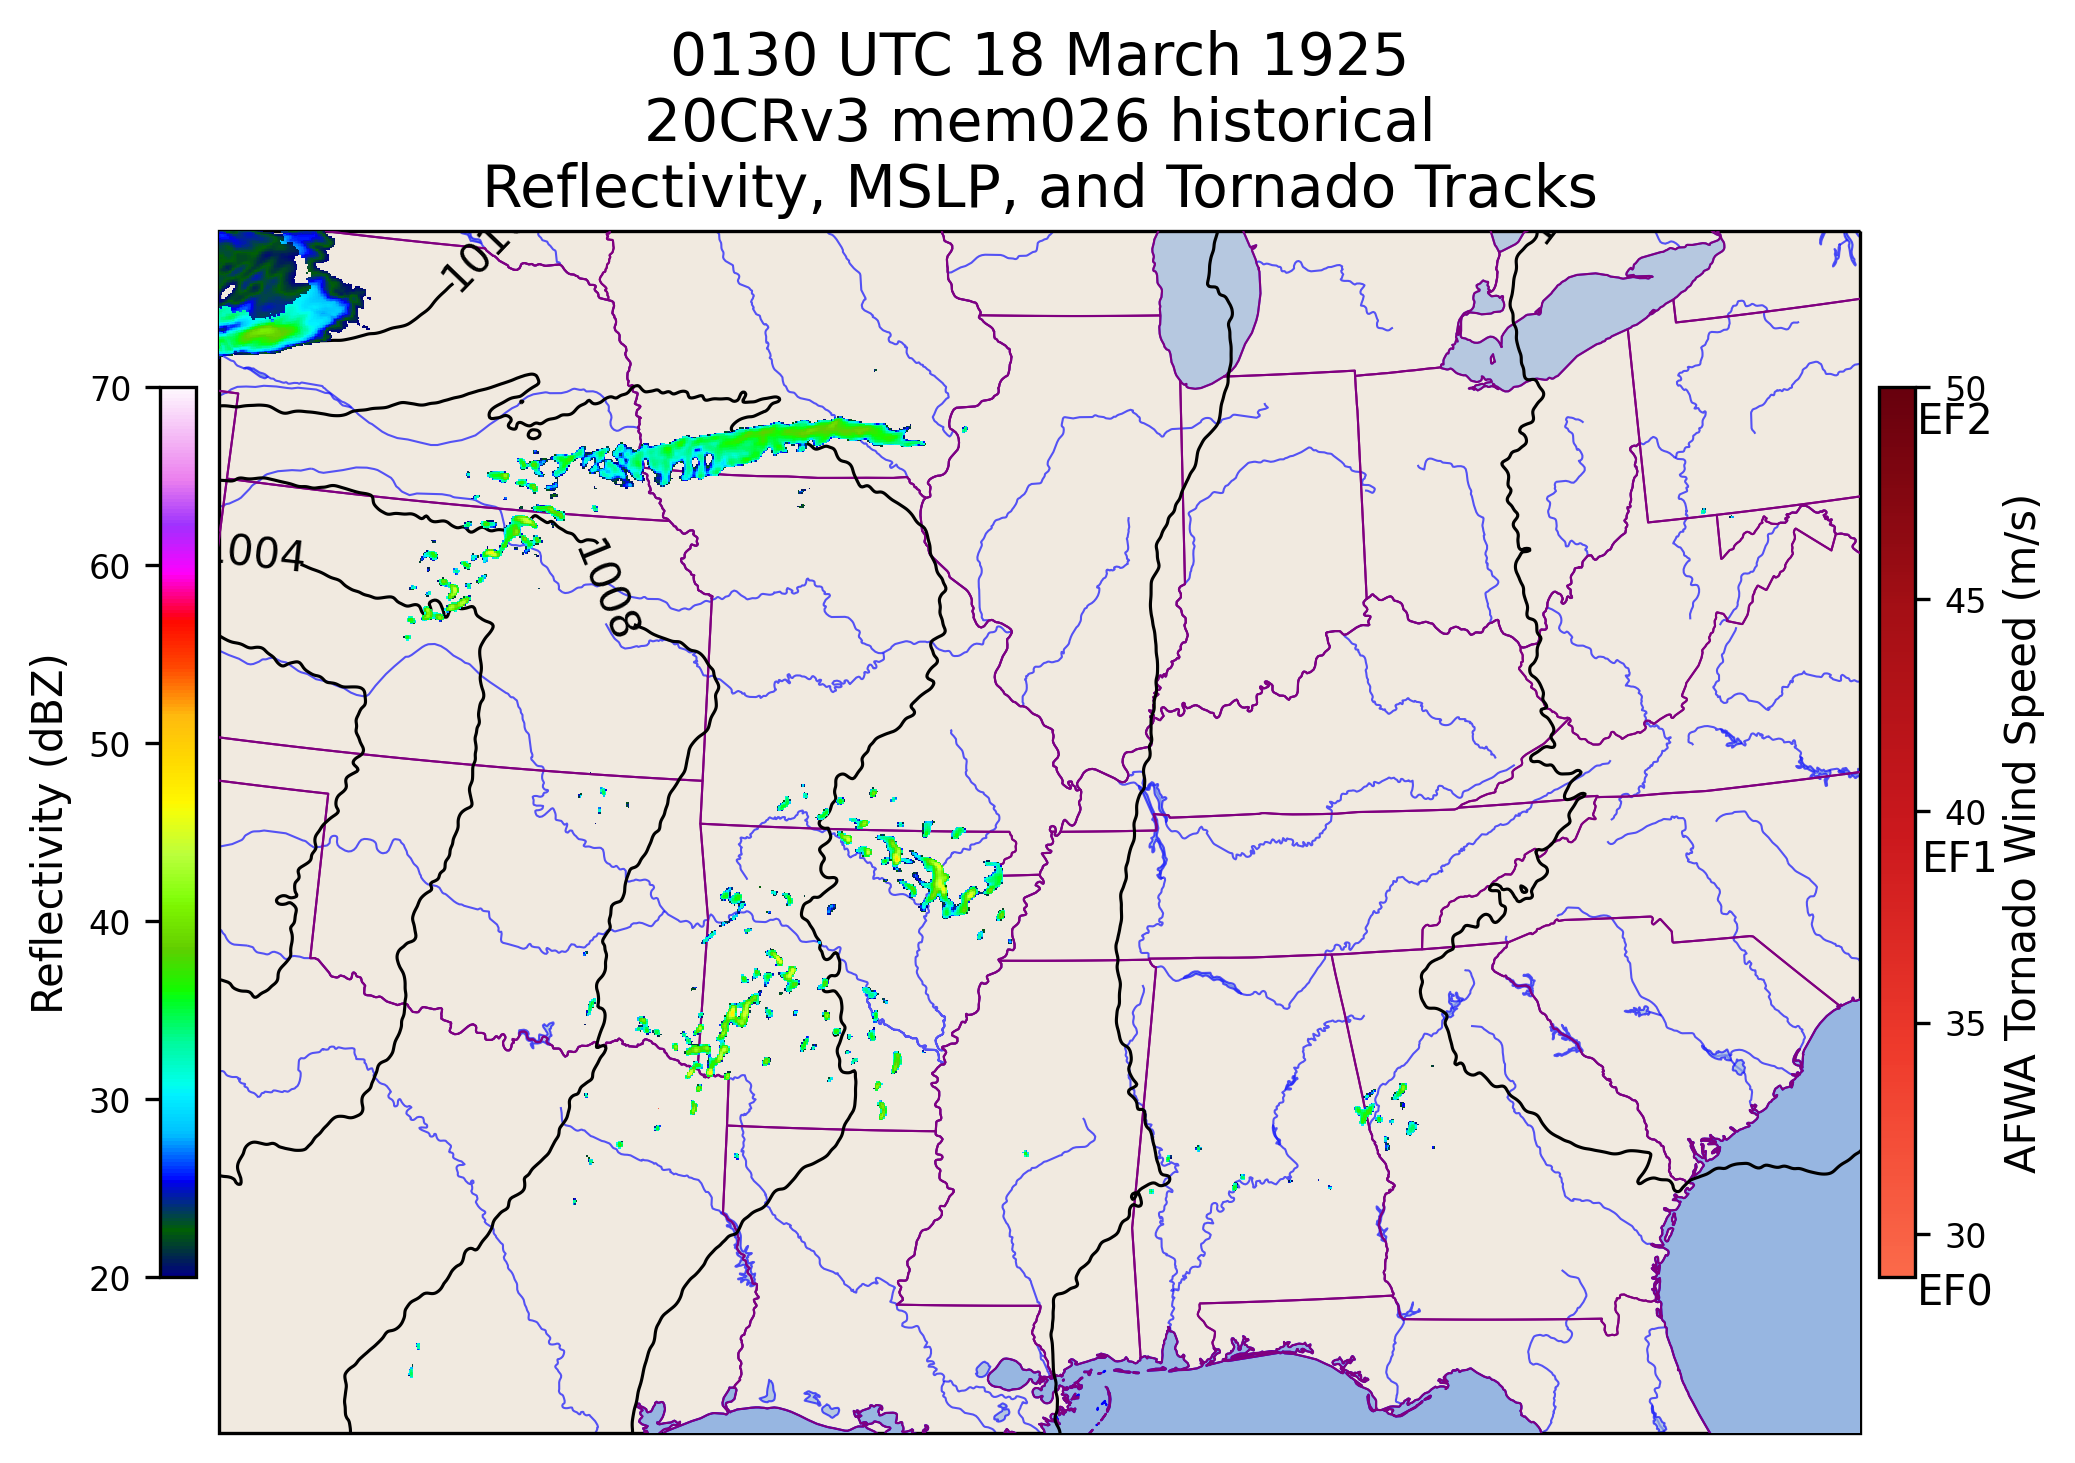 0130 UTC 18 March 1925
20CRv3 mem026 historical
Reflectivity, MSLP, and Tornado Tracks
1004
1008
70
60
50
40
30
20
Reflectivity (dBZ)
50
EF2
45
40
EF1
35
30
EF0
AFWA Tornado Wind Speed (m/s)